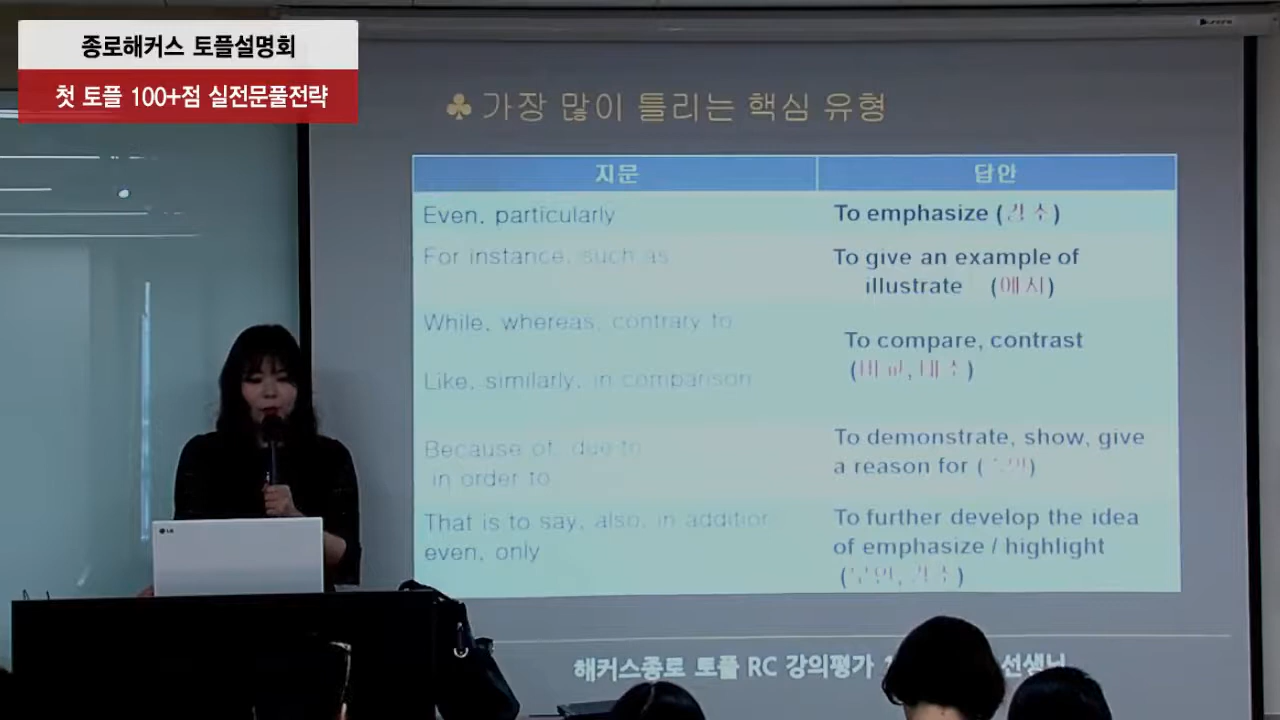 종로해커스 토플설명회
첫 토플 100+점 실전문풀전략
♣ 가장 많이 틀리는 핵심 유형
지문
답안
Even, particularly
To emphasize (강조)
For instance, such as
To give an example of
illustrate (예시)
While, whereas, contrary to
Like, similarly, in comparison
To compare, contrast
(비교, 대조)
Because of, due to
in order to
To demonstrate, show, give
a reason for
That is to say, also, in addition
even, only
To further develop the idea
of emphasize / highlight
LG
해커스종로 토플 RC 강의평가
선생님